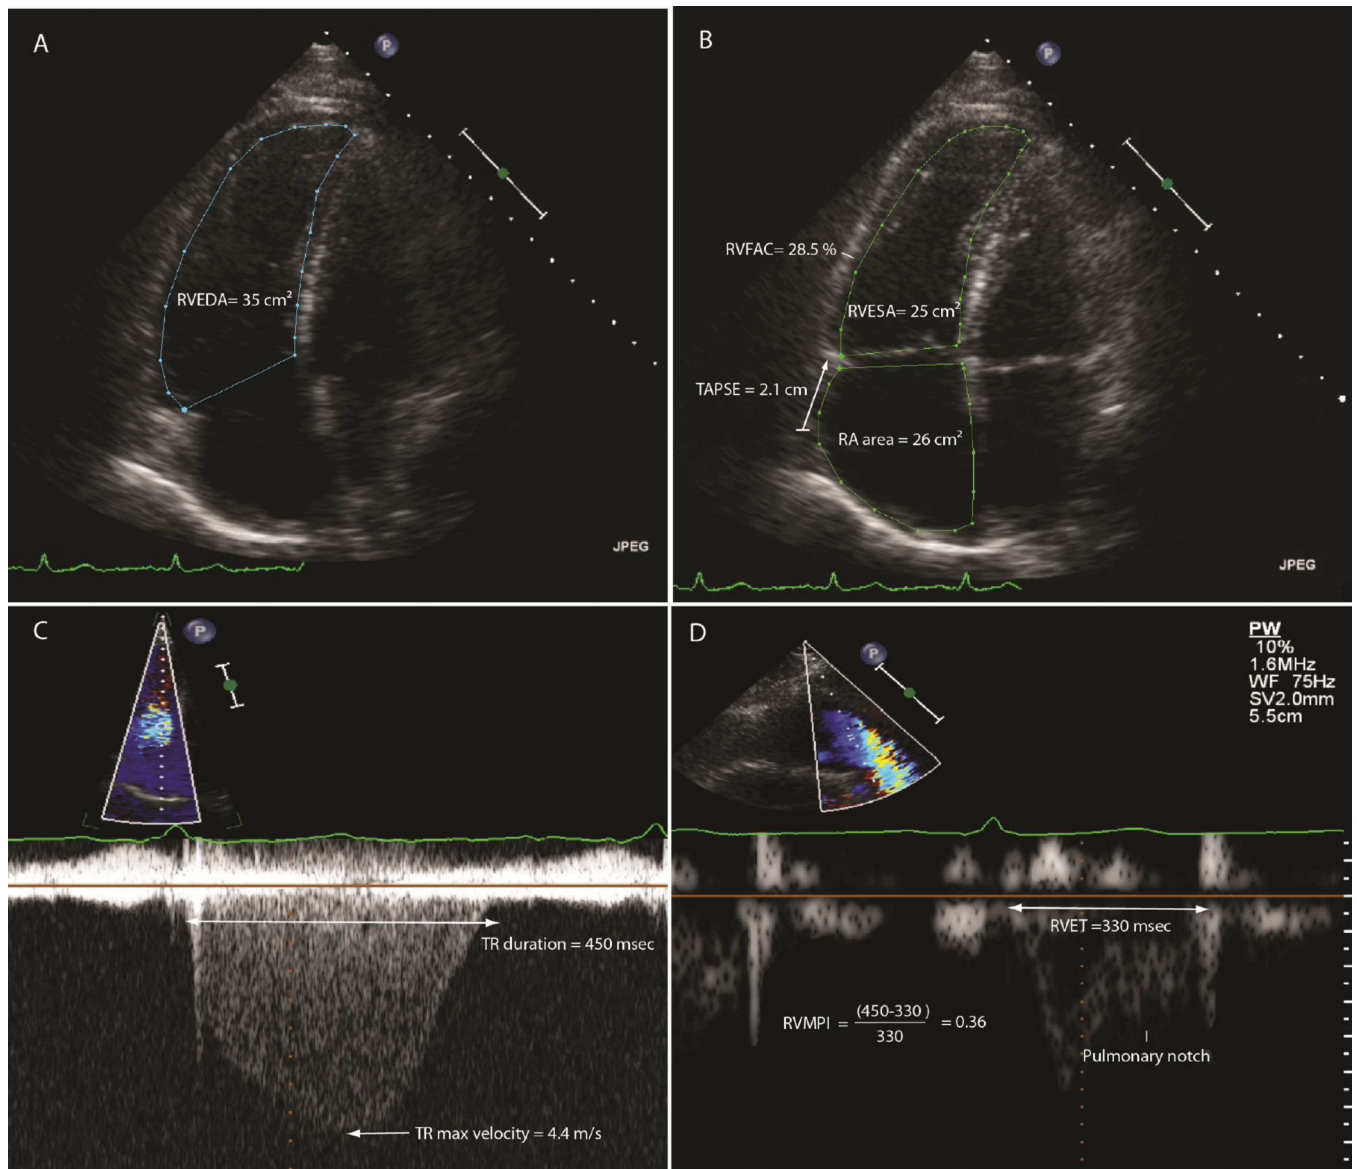 A
P
RVEDA= 35 cm²
JPEG
B
P
RVFAC= 28.5 %
RVESA= 25 cm²
TAPSE = 2.1 cm
RA area = 26 cm²
JPEG
C
P
TR duration = 450 msec
TR max velocity = 4.4 m/s
D
P
PW
10%
1.6MHz
WF 75Hz
SV2.0mm
5.5cm
RVET =330 msec
RVMPI = (450-330 ) / 330 = 0.36
Pulmonary notch